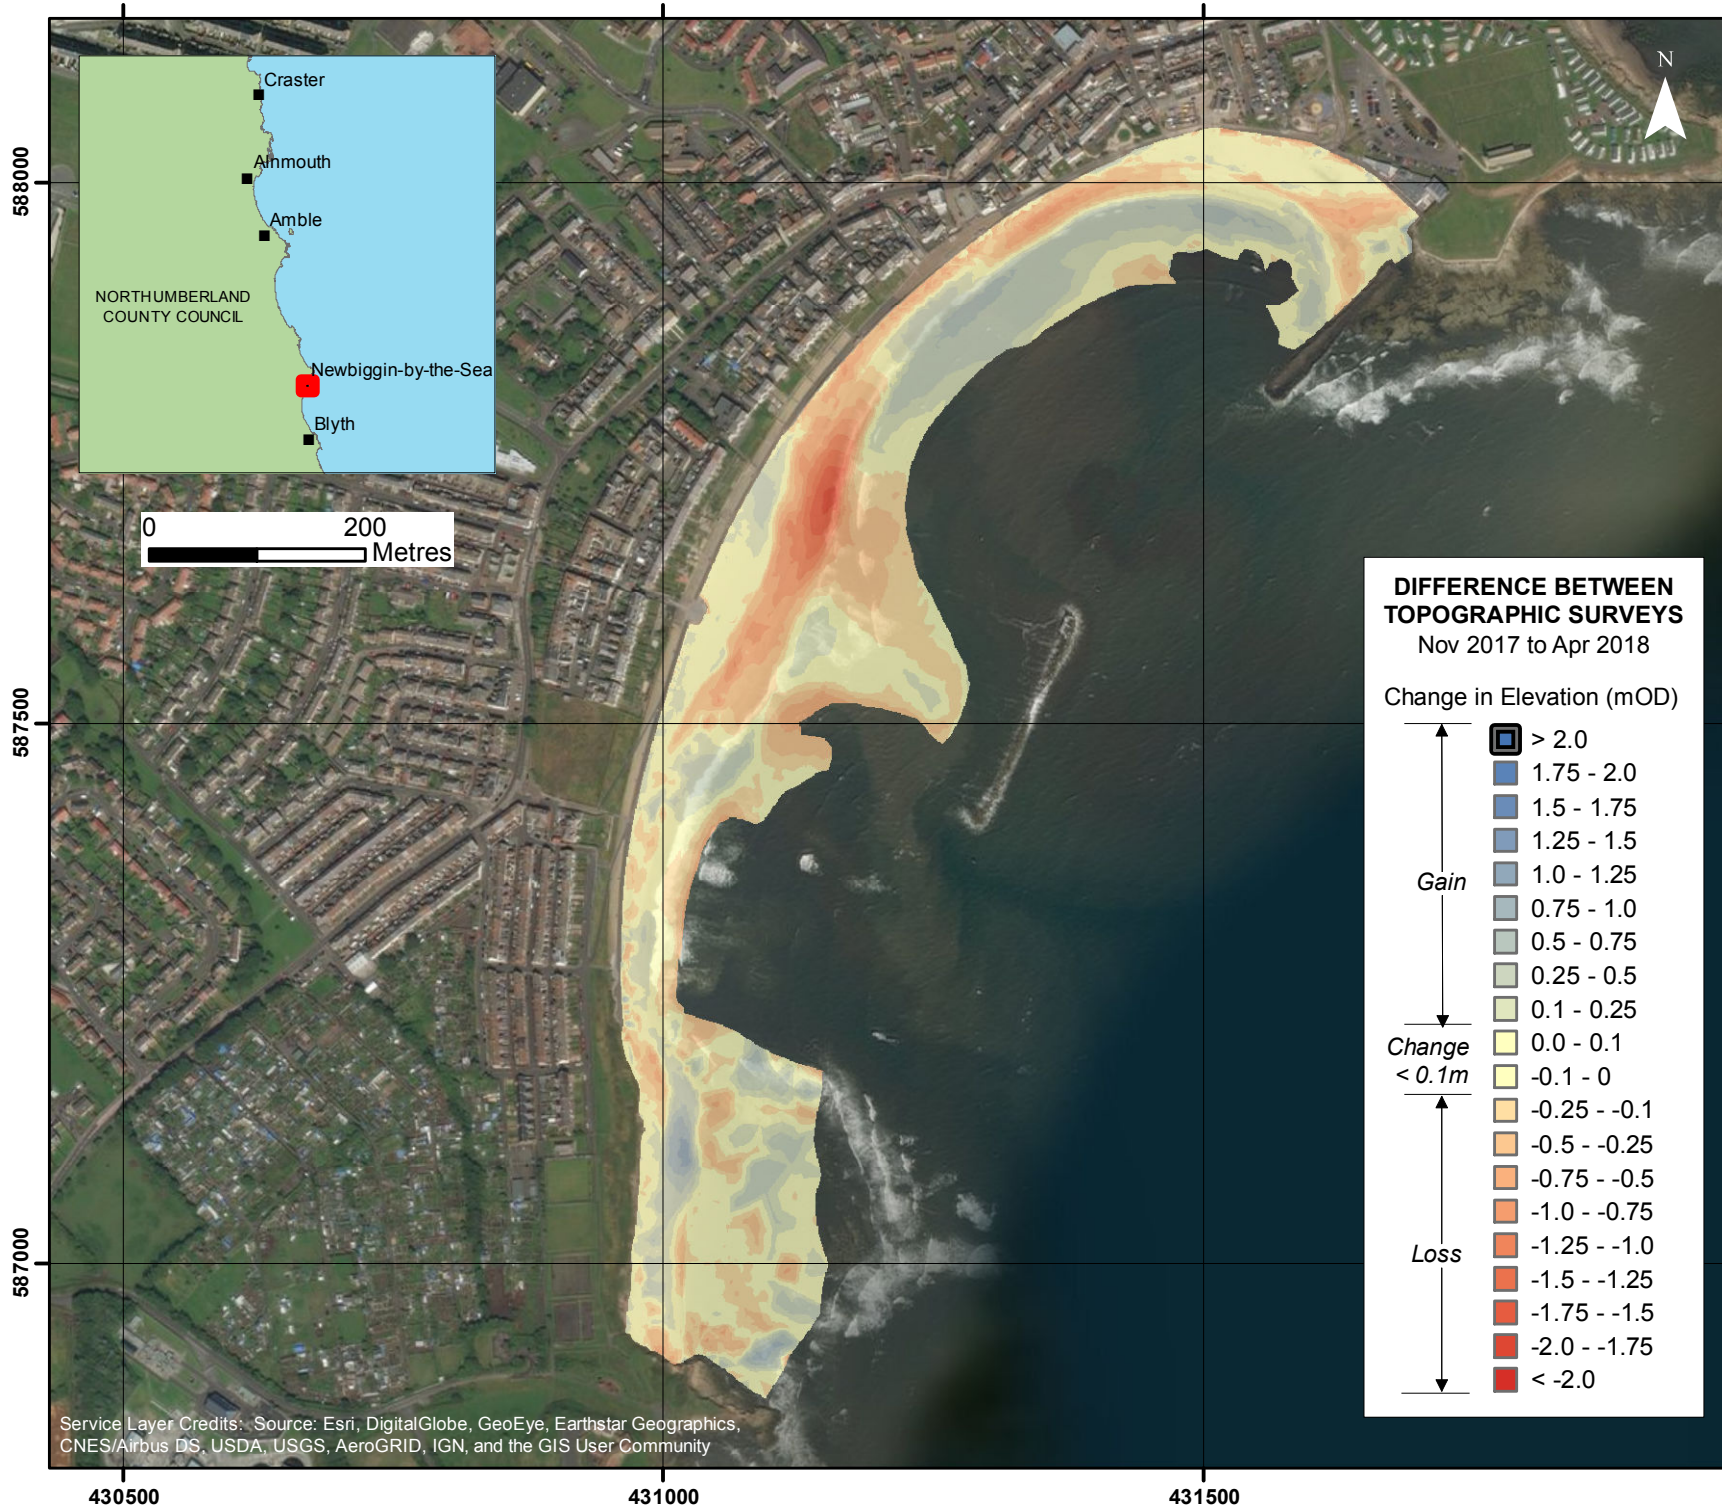 N
Craster
Alnmouth
Amble
NORTHUMBERLAND
COUNTY COUNCIL
Newbiggin-by-the-Sea
Blyth
0 200
Metres
588000
587500
587000
430500
431000
431500
DIFFERENCE BETWEEN
TOPOGRAPHIC SURVEYS
Nov 2017 to Apr 2018
Change in Elevation (mOD)
> 2.0
1.75 - 2.0
1.5 - 1.75
1.25 - 1.5
1.0 - 1.25
Gain
0.75 - 1.0
0.5 - 0.75
0.25 - 0.5
0.1 - 0.25
Change
< 0.1m
0.0 - 0.1
-0.1 - 0
-0.25 - -0.1
-0.5 - -0.25
-0.75 - -0.5
-1.0 - -0.75
Loss
-1.25 - -1.0
-1.5 - -1.25
-1.75 - -1.5
-2.0 - -1.75
< -2.0
Service Layer Credits: Source: Esri, DigitalGlobe, GeoEye, Earthstar Geographics,
CNES/Airbus DS, USDA, USGS, AeroGRID, IGN, and the GIS User Community